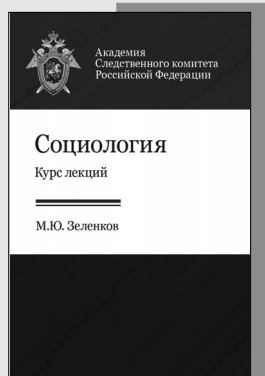 Академия
Следственного комитета
Российской Федерации
Социология
Курс лекций
М.Ю. Зеленков